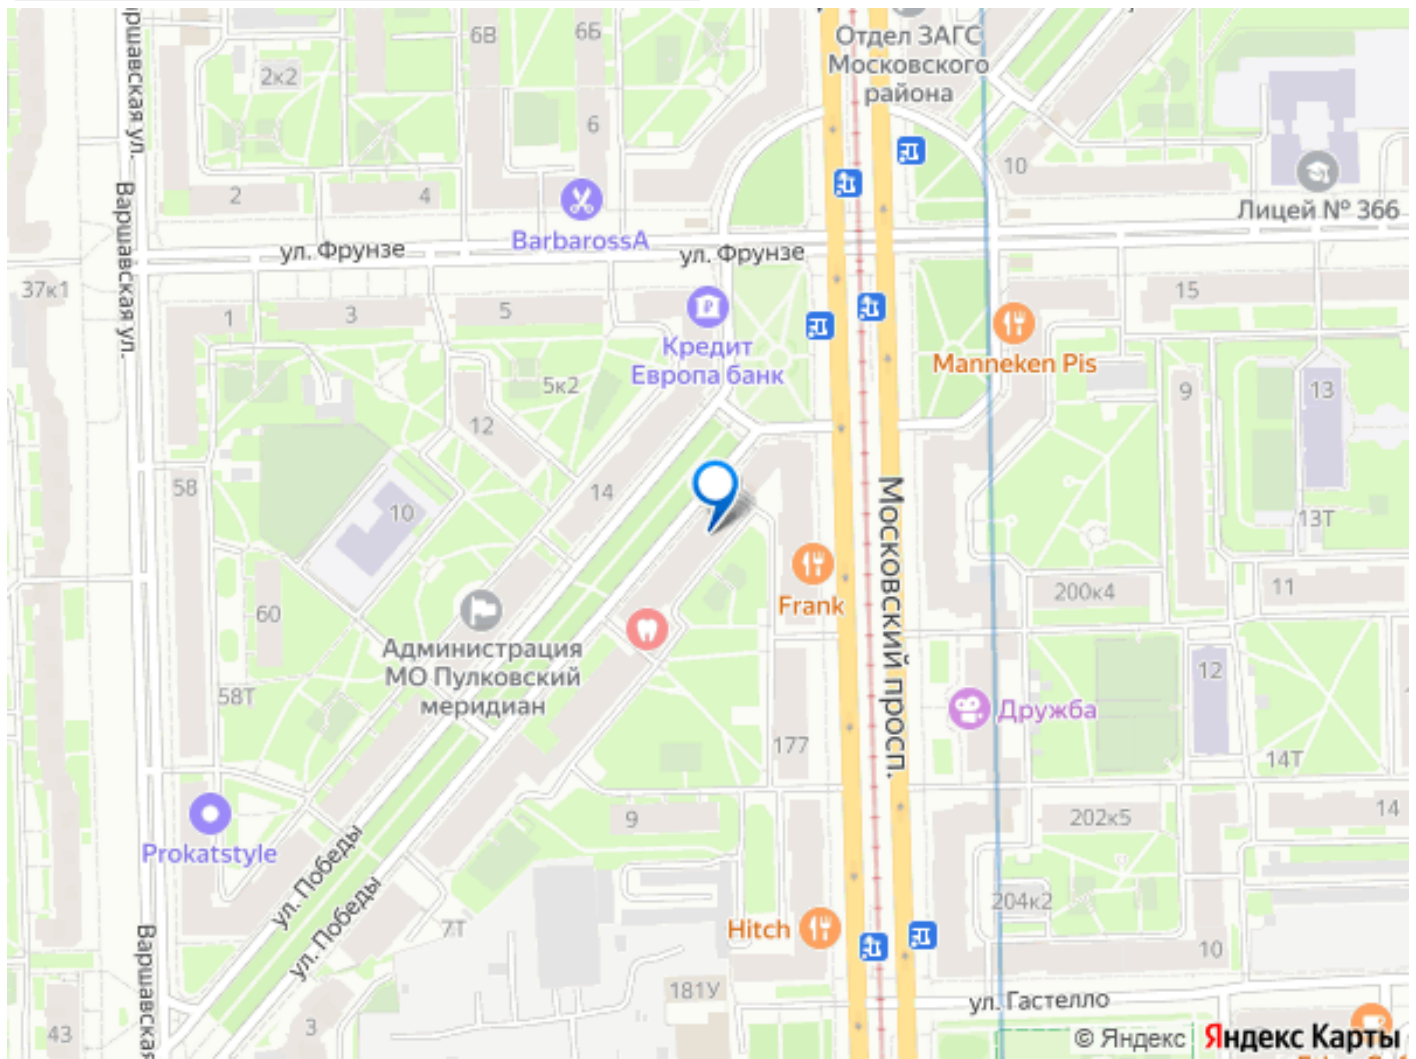 ршавская ул.
6В
6Б
2к2
6
2
4
Отдел ЗАГС
Московского
района
10
Лицей № 366
BarbarossA
ул. Фрунзе
ул. Фрунзе
Варшавская ул.
37к1
1
3
5
Кредит
Европа банк
15
Manneken Pis
5к2
12
9
13
14
58
10
13Т
Московский просп.
Frank
200к4
11
60
Администрация
МО Пулковский
меридиан
58Т
12
Дружба
177
14Т
9
202к5
14
Prokatstyle
ул. Победы
ул. Победы
7Т
204к2
Hitch
10
Варшавская
181У
ул. Гастелло
43
3
© Яндекс
Яндекс Карты